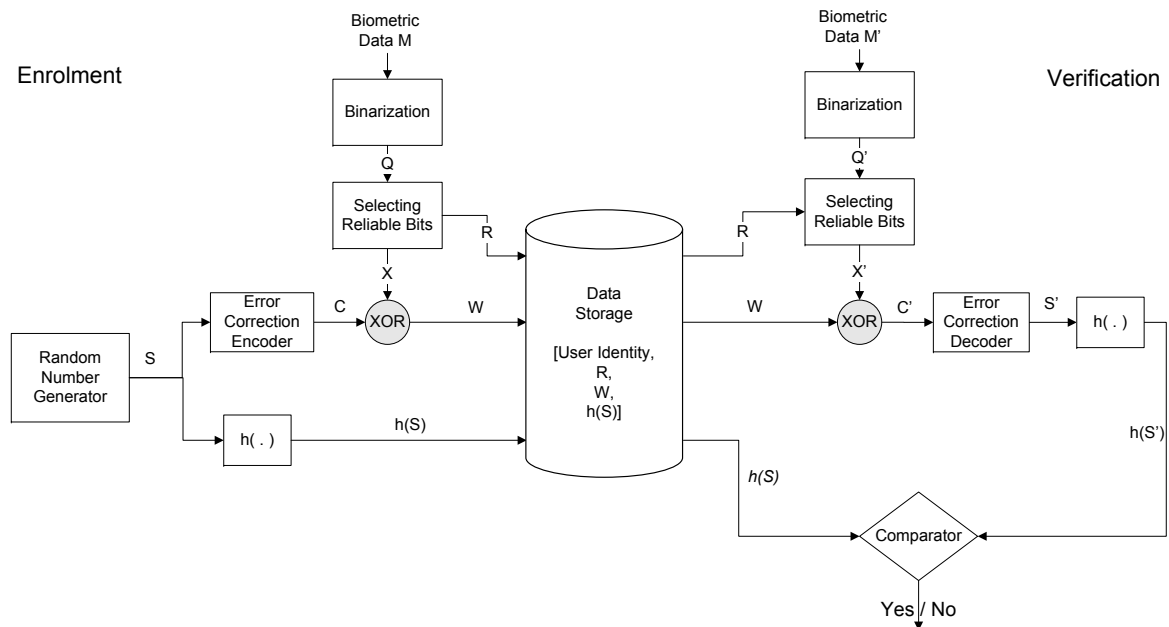 Biometric
Data M
Biometric
Data M'
Enrolment
Verification
Binarization
Binarization
Q
Q'
Selecting
Reliable Bits
Selecting
Reliable Bits
R
R
X
X'
Error
Correction
Encoder
C
XOR
W
Data
Storage
[User Identity,
R,
W,
h(S)]
W
XOR
C'
Error
Correction
Decoder
S'
h( . )
Random
Number
Generator
S
h( . )
h(S)
h(S)
h(S')
Comparator
Yes / No